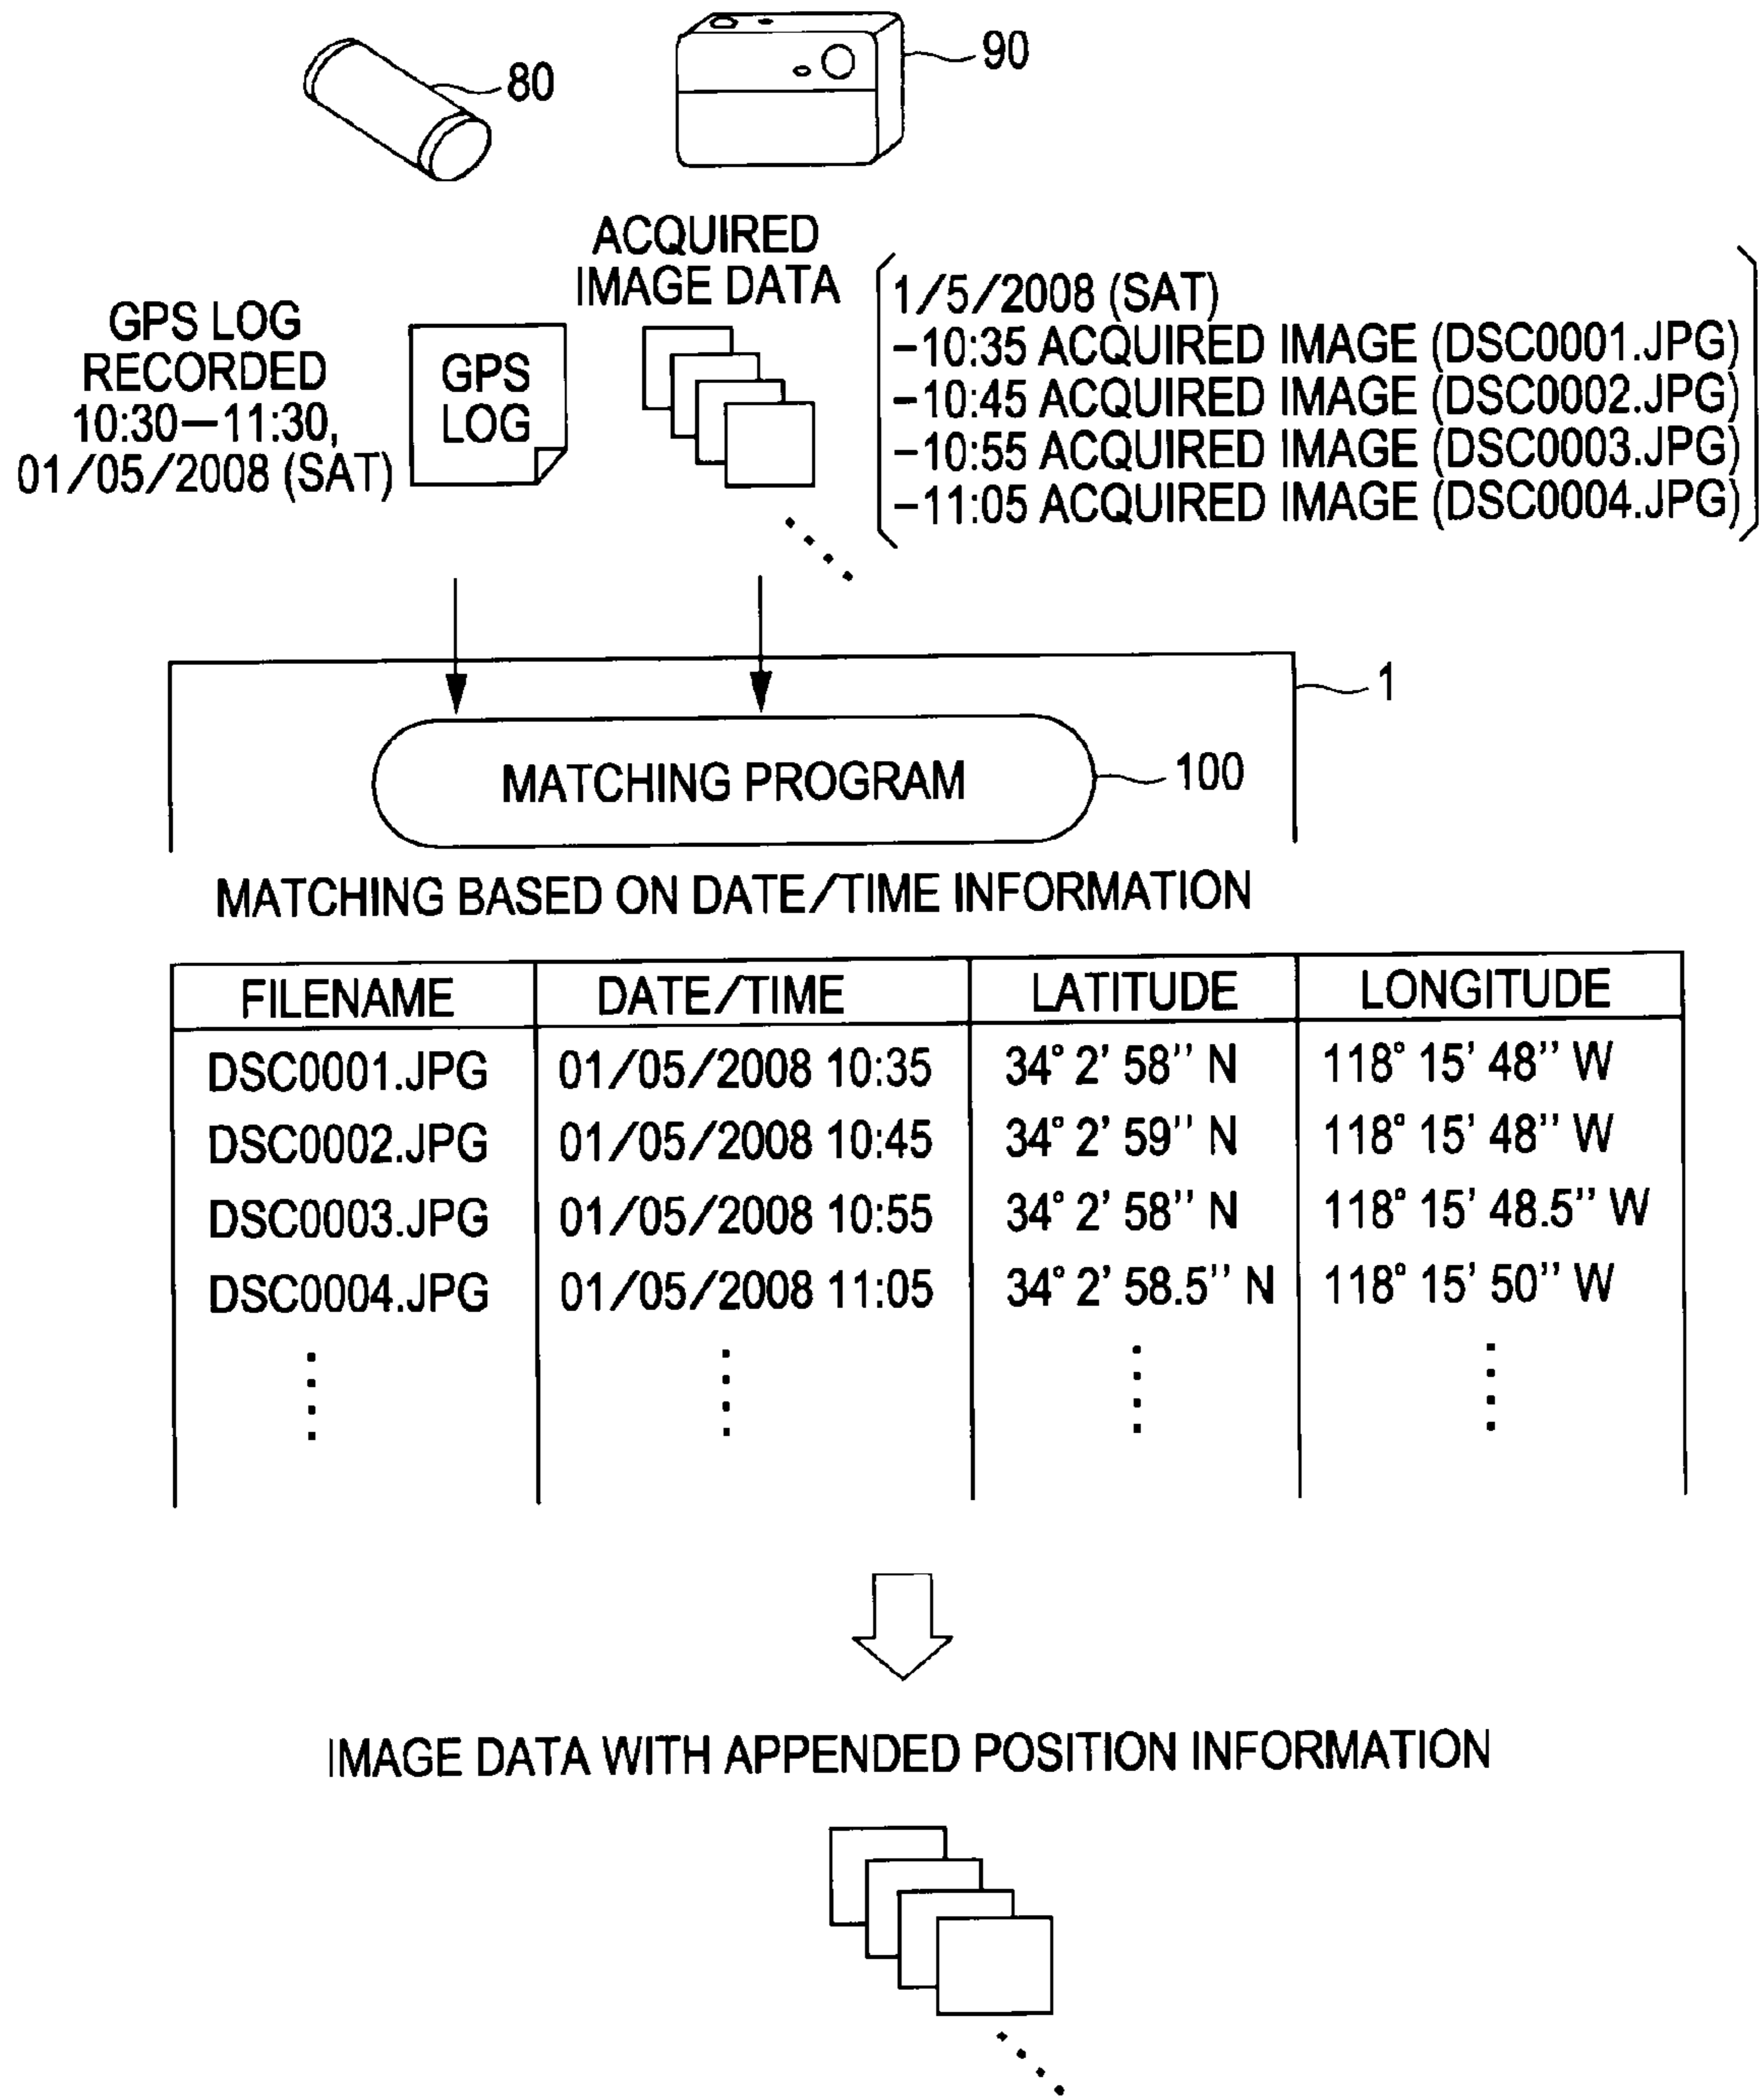 80
90
GPS LOG
RECORDED
10:30—11:30,
01/05/2008 (SAT)
GPS
LOG
ACQUIRED
IMAGE DATA
1/5/2008 (SAT)
–10:35 ACQUIRED IMAGE (DSC0001.JPG)
–10:45 ACQUIRED IMAGE (DSC0002.JPG)
–10:55 ACQUIRED IMAGE (DSC0003.JPG)
–11:05 ACQUIRED IMAGE (DSC0004.JPG)
1
MATCHING PROGRAM
100
MATCHING BASED ON DATE/TIME INFORMATION
FILENAME DATE/TIME LATITUDE LONGITUDE
DSC0001.JPG 01/05/2008 10:35 34° 2' 58'' N 118° 15' 48'' W
DSC0002.JPG 01/05/2008 10:45 34° 2' 59'' N 118° 15' 48'' W
DSC0003.JPG 01/05/2008 10:55 34° 2' 58'' N 118° 15' 48.5'' W
DSC0004.JPG 01/05/2008 11:05 34° 2' 58.5'' N 118° 15' 50'' W
IMAGE DATA WITH APPENDED POSITION INFORMATION